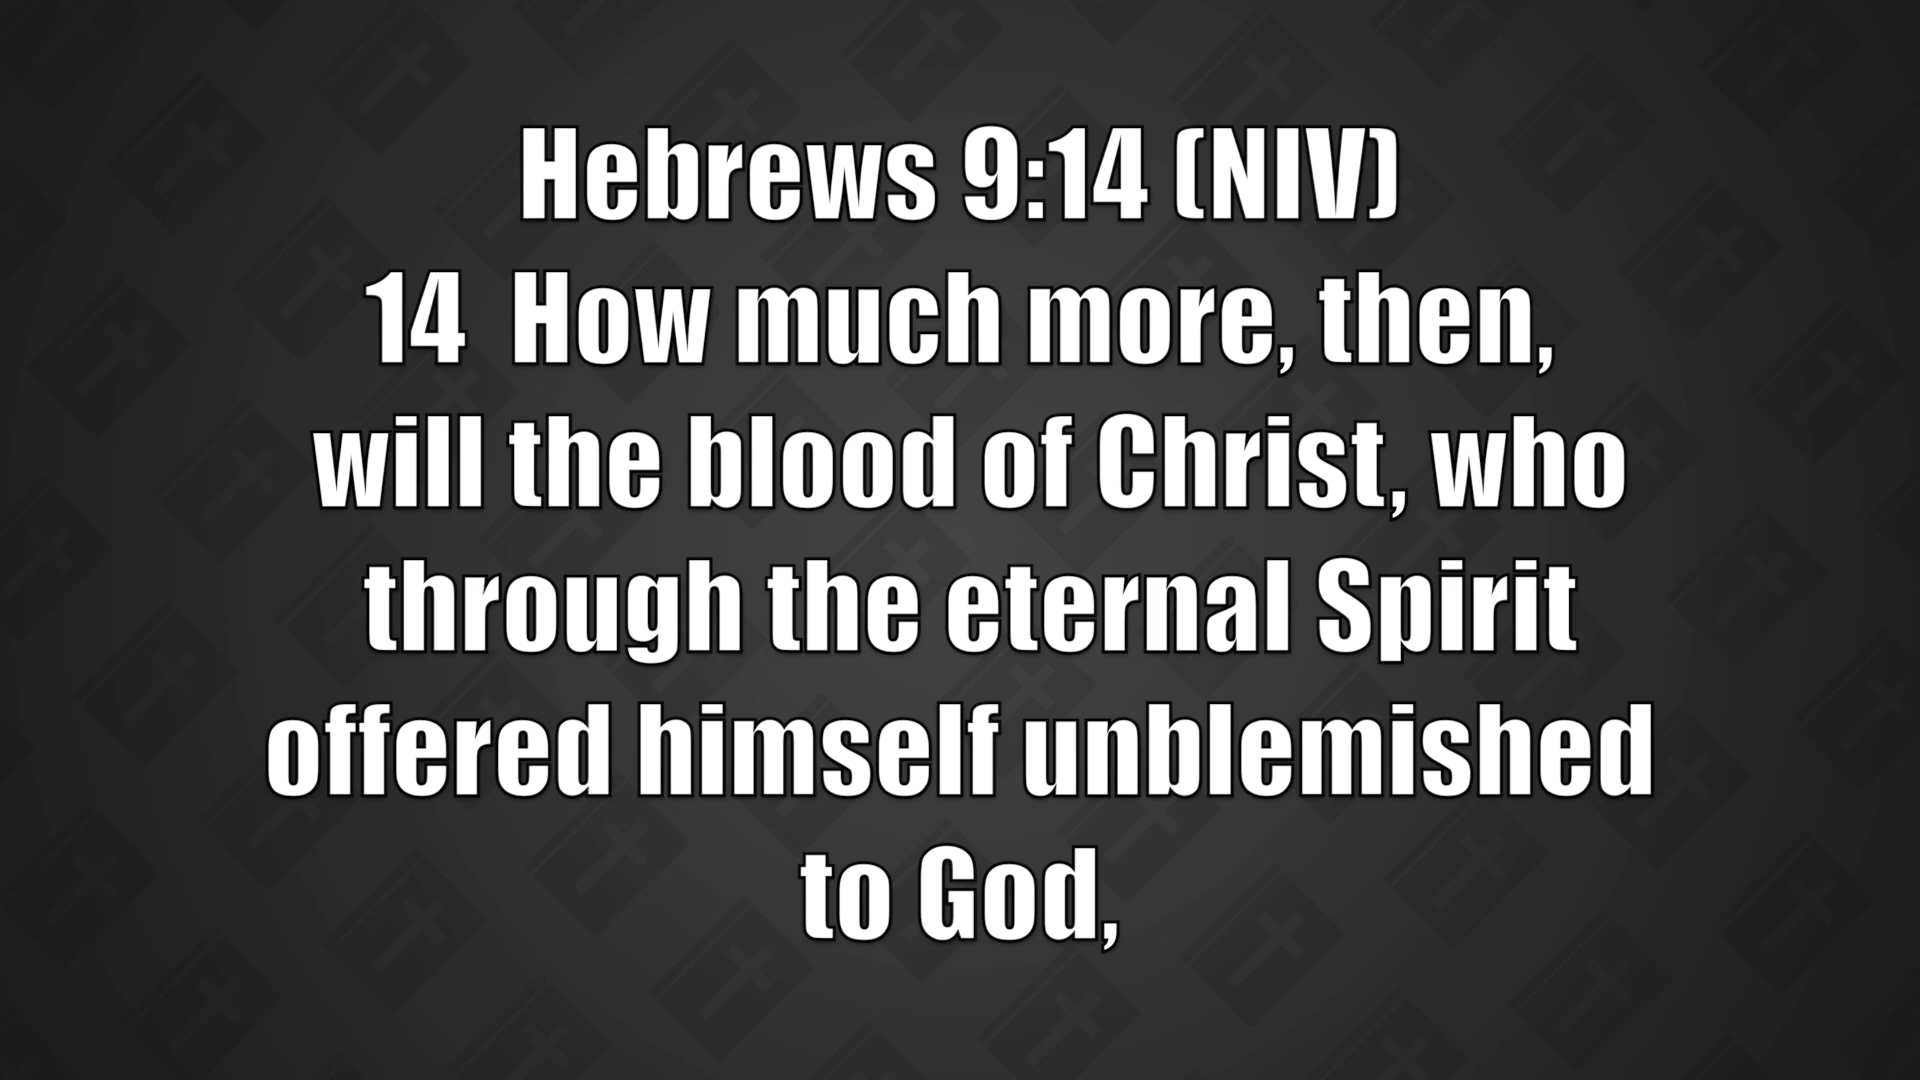 Hebrews 9:14 (NIV)
14  How much more, then,
will the blood of Christ, who
through the eternal Spirit
offered himself unblemished
to God,